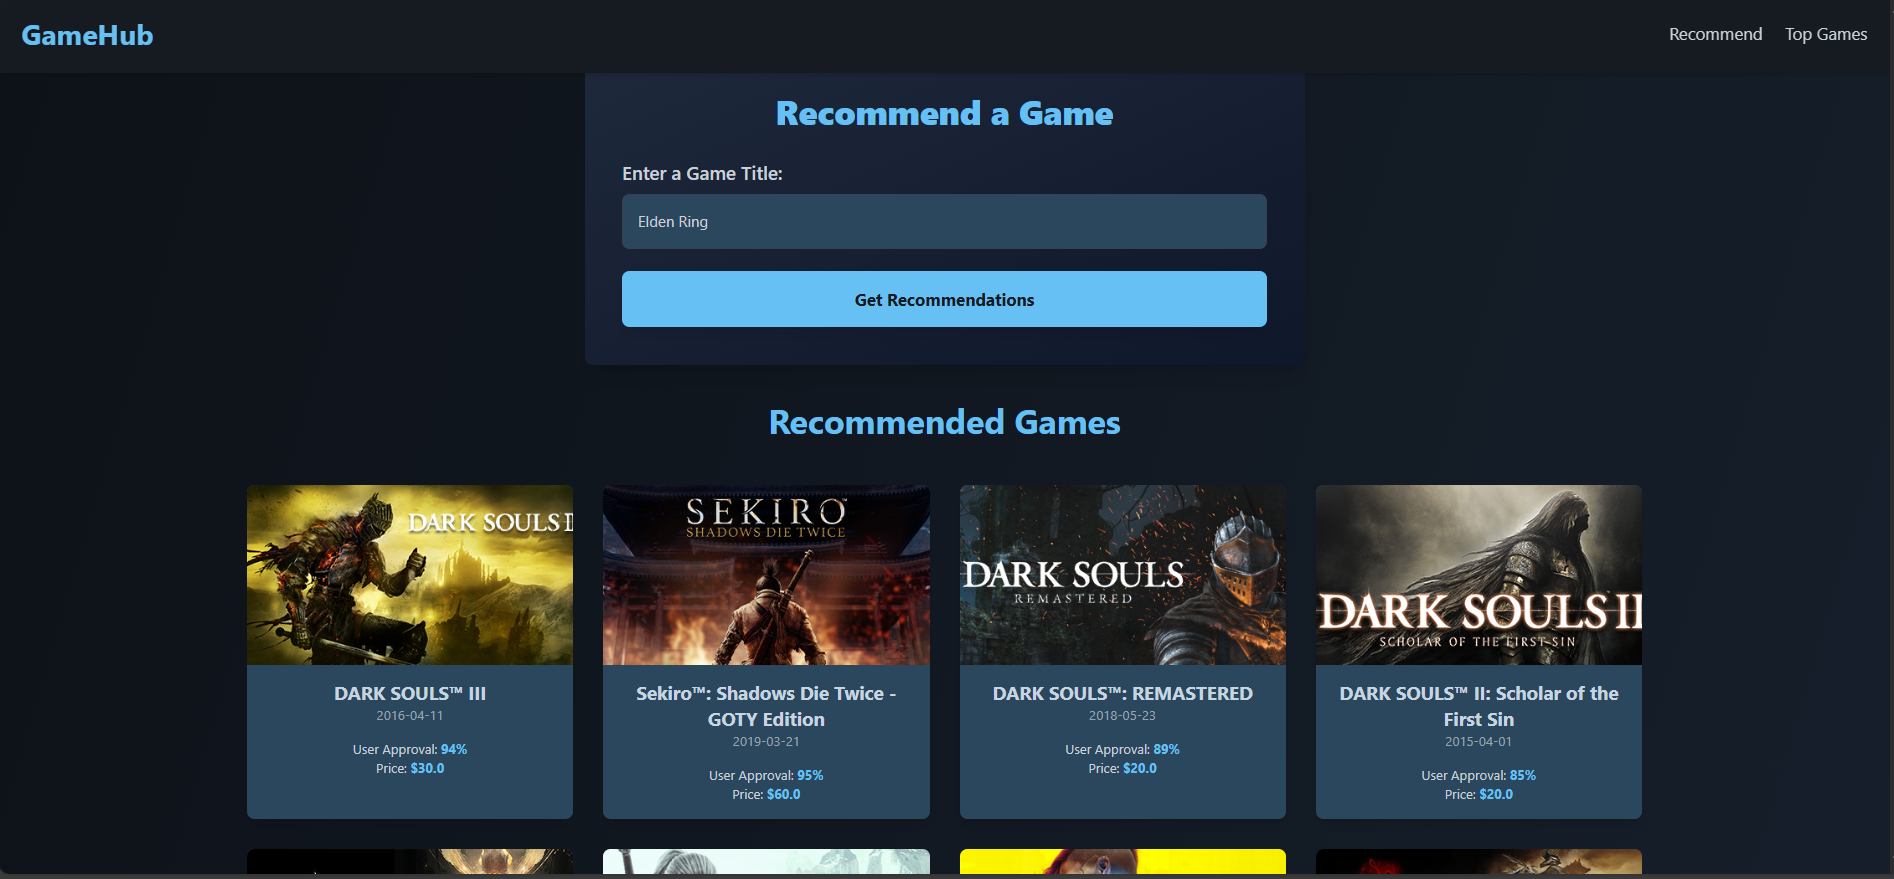 GameHub
Recommend Top Games
Recommend a Game
Enter a Game Title:
Elden Ring
Get Recommendations
Recommended Games
DARK SOULS I
SEKIRO™
SHADOWS DIE TWICE
DARK SOULS
REMASTERED
DARK SOULS II
SCHOLAR OF THE FIRST SIN
DARK SOULS™ III
2016-04-11
User Approval: 94%
Price: $30.0
Sekiro™: Shadows Die Twice -
GOTY Edition
2019-03-21
User Approval: 95%
Price: $60.0
DARK SOULS™: REMASTERED
2018-05-23
User Approval: 89%
Price: $20.0
DARK SOULS™ II: Scholar of the
First Sin
2015-04-01
User Approval: 85%
Price: $20.0